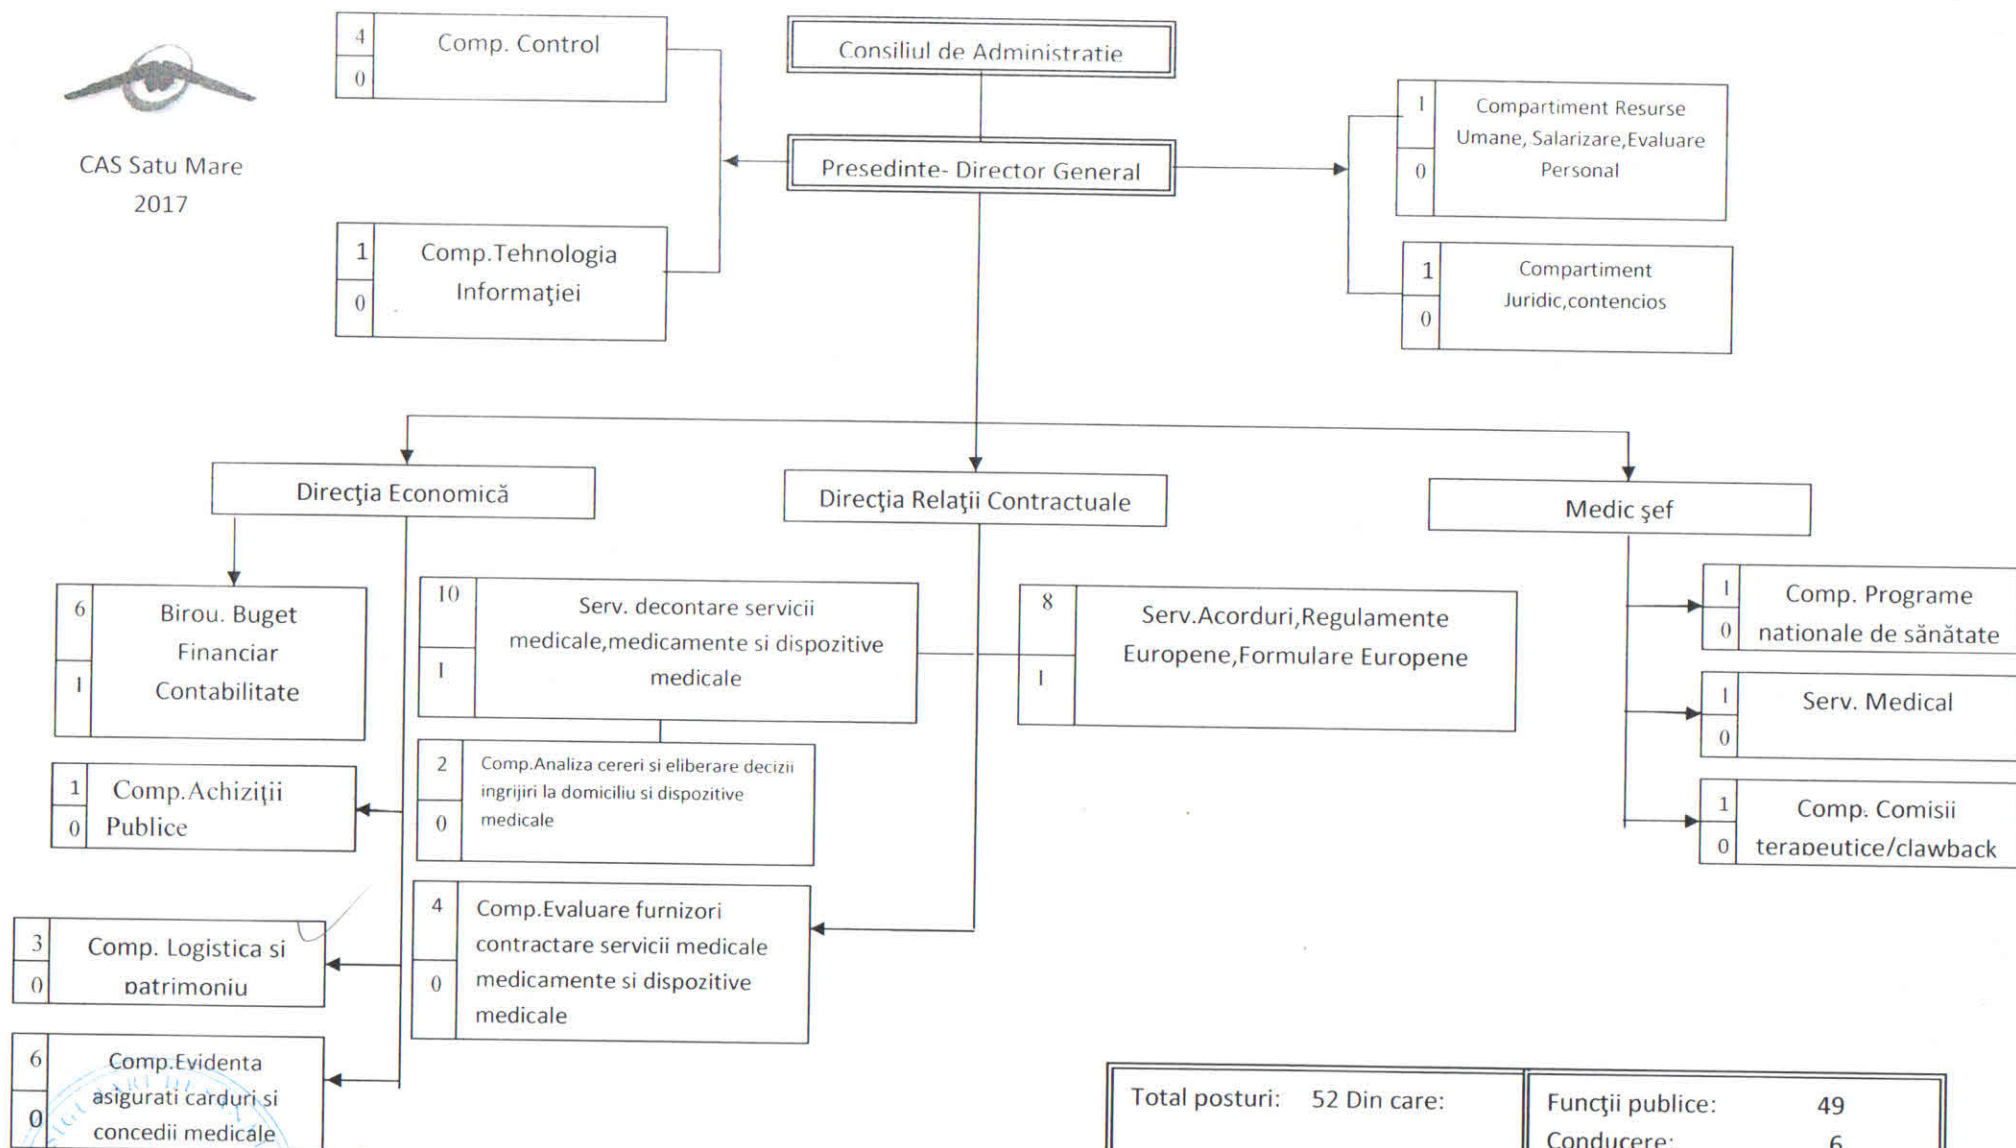 CAS Satu Mare
2017
4
0
Comp. Control
Consiliul de Administratie
Presedinte- Director General
1
0
Compartiment Resurse
Umane, Salarizare,Evaluare
Personal
1
0
Comp.Tehnologia
Informaţiei
1
0
Compartiment
Juridic,contencios
Direcţia Economică
Direcţia Relaţii Contractuale
Medic şef
6
1
Birou. Buget
Financiar
Contabilitate
10
1
Serv. decontare servicii
medicale,medicamente si dispozitive
medicale
8
1
Serv.Acorduri,Regulamente
Europene,Formulare Europene
1
0
Comp. Programe
nationale de sănătate
1
0
Serv. Medical
1
0
Comp. Comisii
terapeutice/clawback
1
0
Comp.Achiziţii
Publice
2
0
Comp.Analiza cereri si eliberare decizii
ingrijiri la domiciliu si dispozitive
medicale
3
0
Comp. Logistica si
patrimoniu
4
0
Comp.Evaluare furnizori
contractare servicii medicale
medicamente si dispozitive
medicale
6
0
Comp.Evidenta
asigurati carduri si
concedii medicale
Total posturi: 52 Din care:
Funcţii publice: 49
Conducere: 6